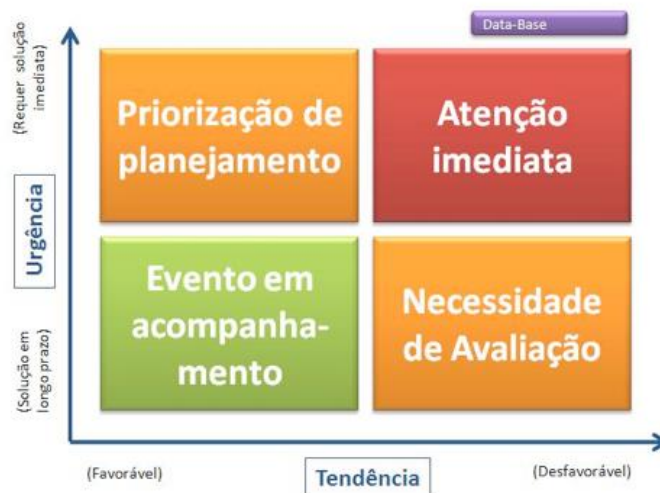 Data-Base
(Requer solução
imediata)
Priorização de
planejamento
Atenção
imediata
Urgência
Evento em
acompanha-
mento
Necessidade
de Avaliação
(Solução em
longo prazo)
(Favorável)
Tendência
(Desfavorável)